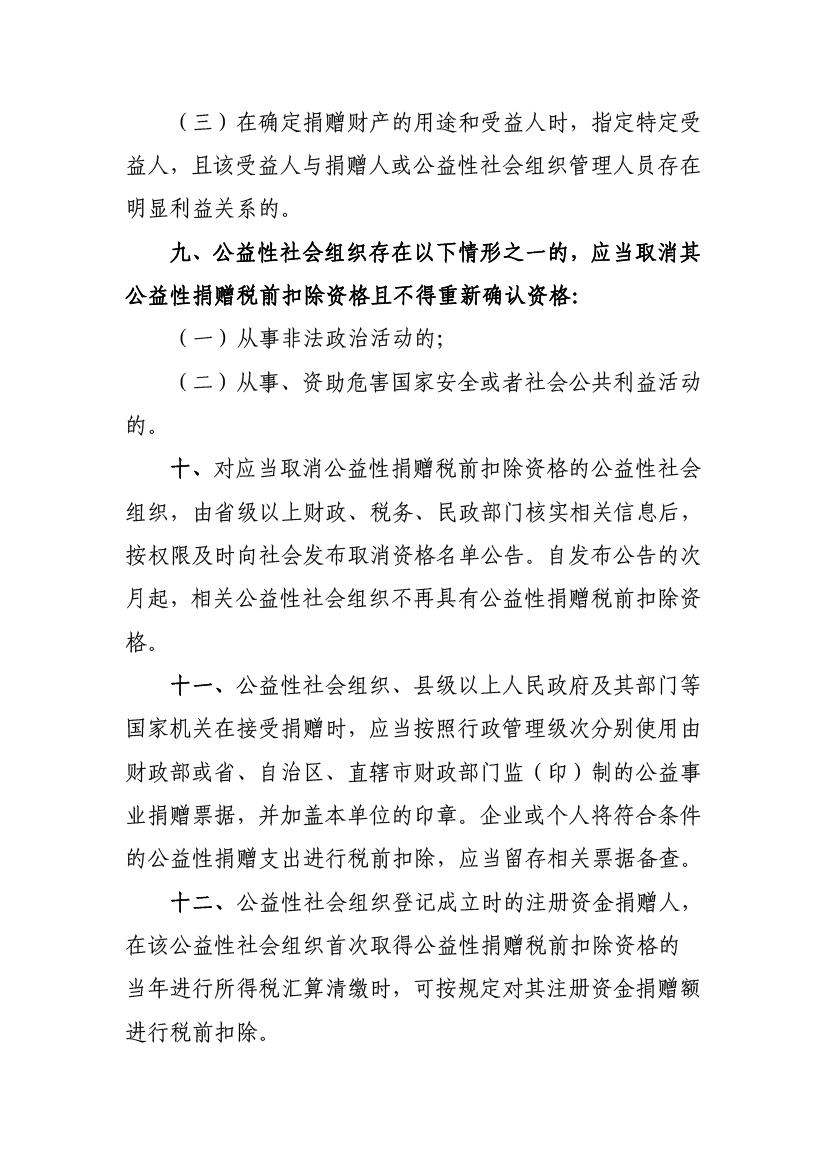 （三）在确定捐赠财产的用途和受益人时，指定特定受
益人，且该受益人与捐赠人或公益性社会组织管理人员存在
明显利益关系的。
九、公益性社会组织存在以下情形之一的，应当取消其
公益性捐赠税前扣除资格且不得重新确认资格：
（一）从事非法政治活动的；
（二）从事、资助危害国家安全或者社会公共利益活动
的。
十、对应当取消公益性捐赠税前扣除资格的公益性社会
组织，由省级以上财政、税务、民政部门核实相关信息后，
按权限及时向社会发布取消资格名单公告。自发布公告的次
月起，相关公益性社会组织不再具有公益性捐赠税前扣除资
格。
十一、公益性社会组织、县级以上人民政府及其部门等
国家机关在接受捐赠时，应当按照行政管理级次分别使用由
财政部或省、自治区、直辖市财政部门监（印）制的公益事
业捐赠票据，并加盖本单位的印章。企业或个人将符合条件
的公益性捐赠支出进行税前扣除，应当留存相关票据备查。
十二、公益性社会组织登记成立时的注册资金捐赠人，
在该公益性社会组织首次取得公益性捐赠税前扣除资格的
当年进行所得税汇算清缴时，可按规定对其注册资金捐赠额
进行税前扣除。